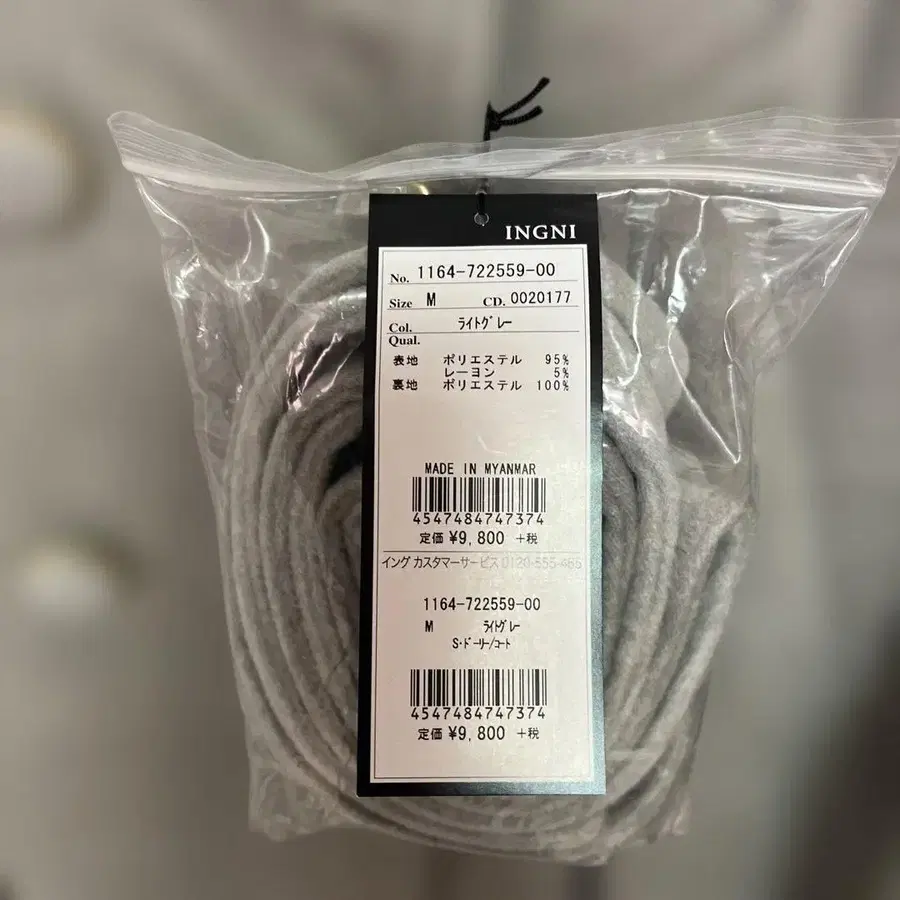 INGNI
No. 1164-722559-00
Size M CD. 0020177
Col. ﾗｲﾄｸﾞﾚｰ
Qual.
表地 ポリエステル 95%
レーヨン 5%
裏地 ポリエステル 100%
MADE IN MYANMAR
4547484747374
定価 ¥9,800 +税
イング カスタマーサービス 0120-555-465
1164-722559-00
M ﾗｲﾄｸﾞﾚｰ
S･ﾄﾞｰﾘｰ/ｺｰﾄ
4547484747374
定価 ¥9,800 +税